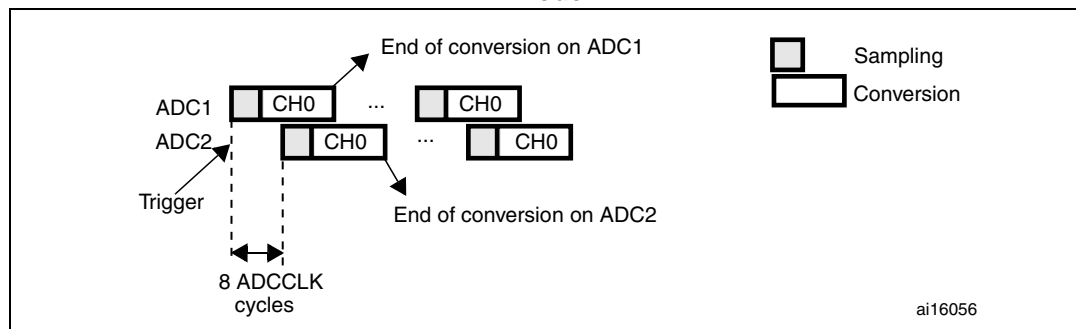 End of conversion on ADC1
Sampling
Conversion
ADC1 CH0 ... CH0
ADC2 CH0 ... CH0
Trigger
End of conversion on ADC2
8 ADCCLK
cycles
ai16056